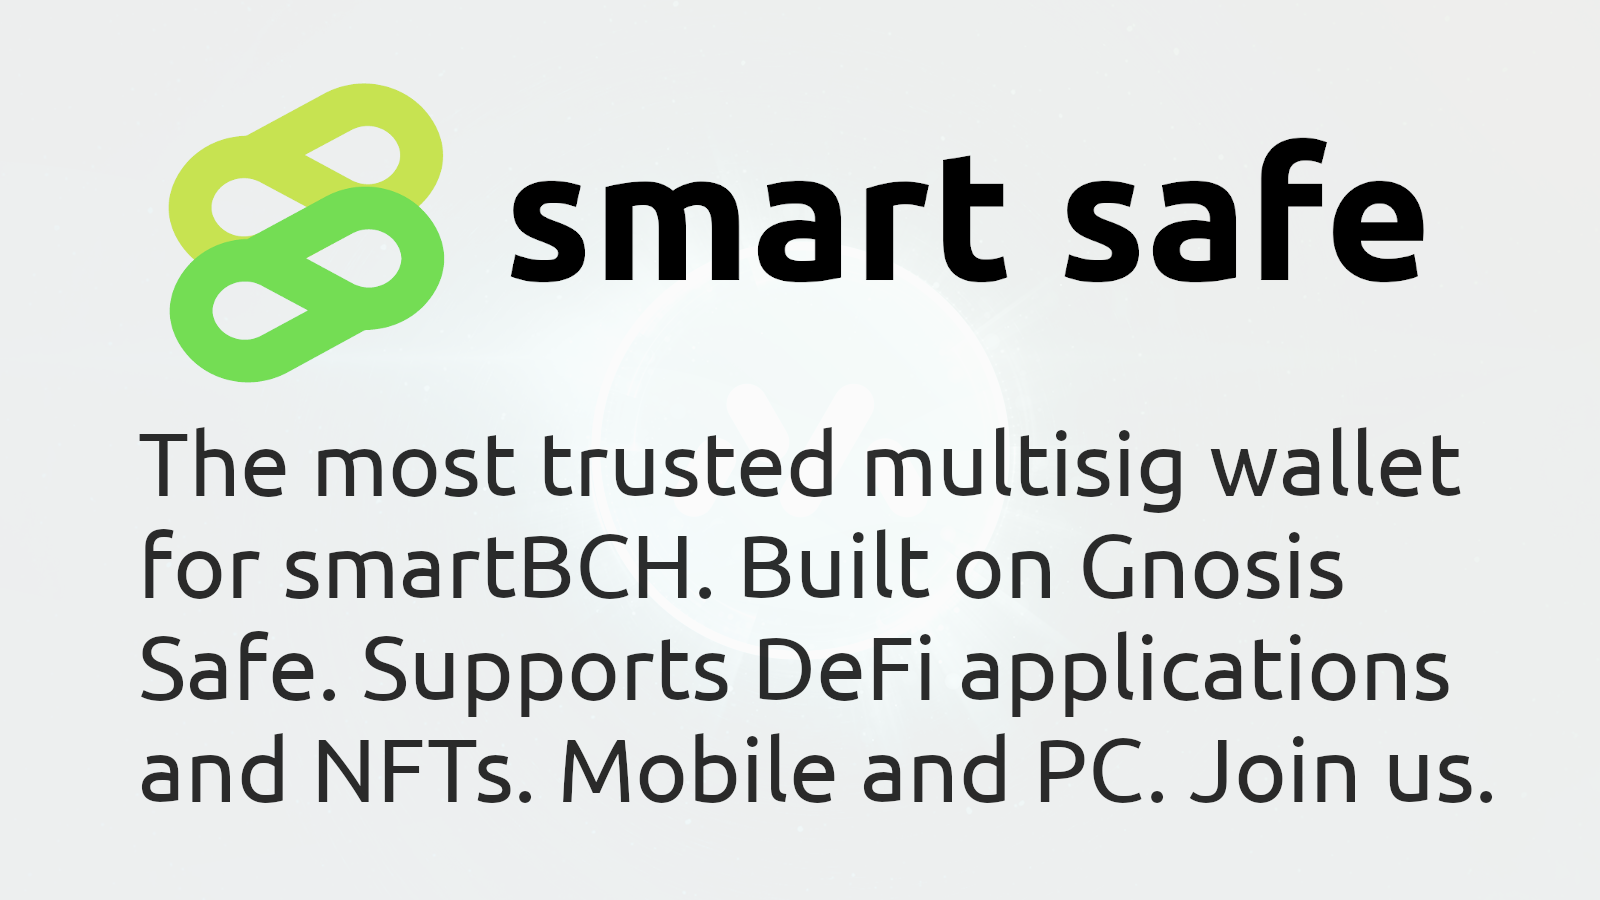 smart safe
The most trusted multisig wallet
for smartBCH. Built on Gnosis
Safe. Supports DeFi applications
and NFTs. Mobile and PC. Join us.